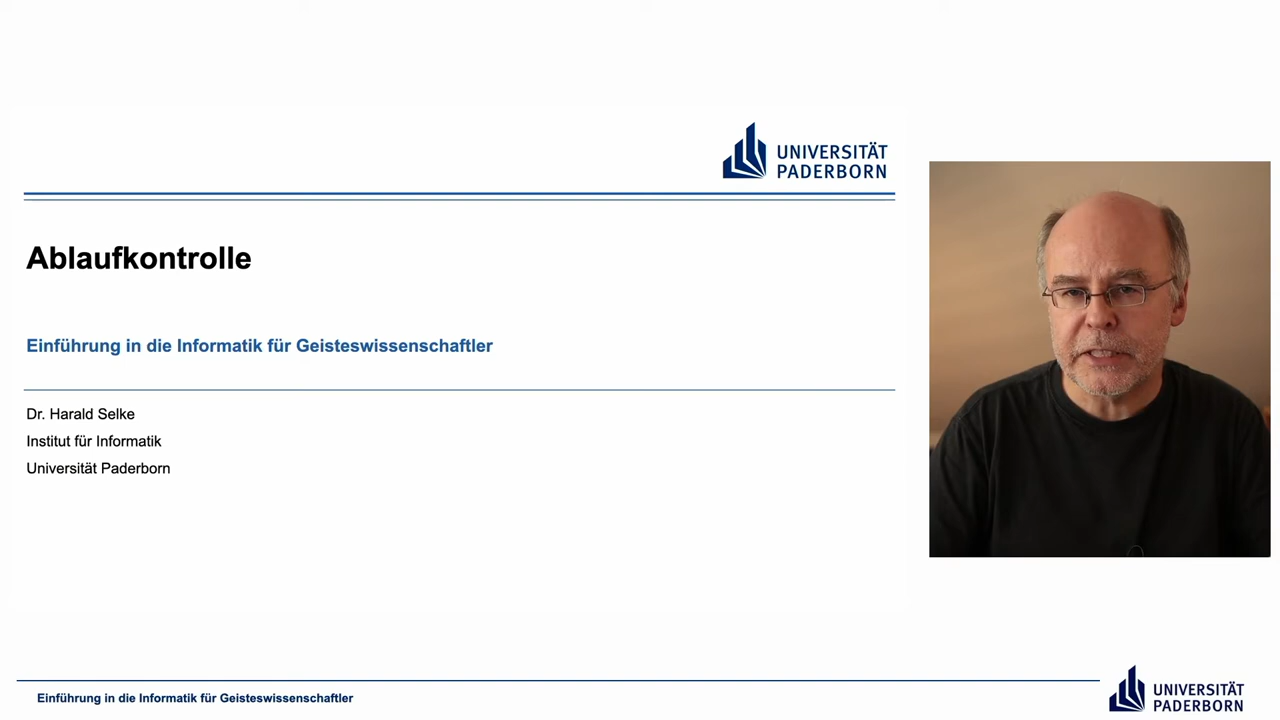 UNIVERSITÄT
PADERBORN
Ablaufkontrolle
Einführung in die Informatik für Geisteswissenschaftler
Dr. Harald Selke
Institut für Informatik
Universität Paderborn
Einführung in die Informatik für Geisteswissenschaftler
UNIVERSITÄT
PADERBORN